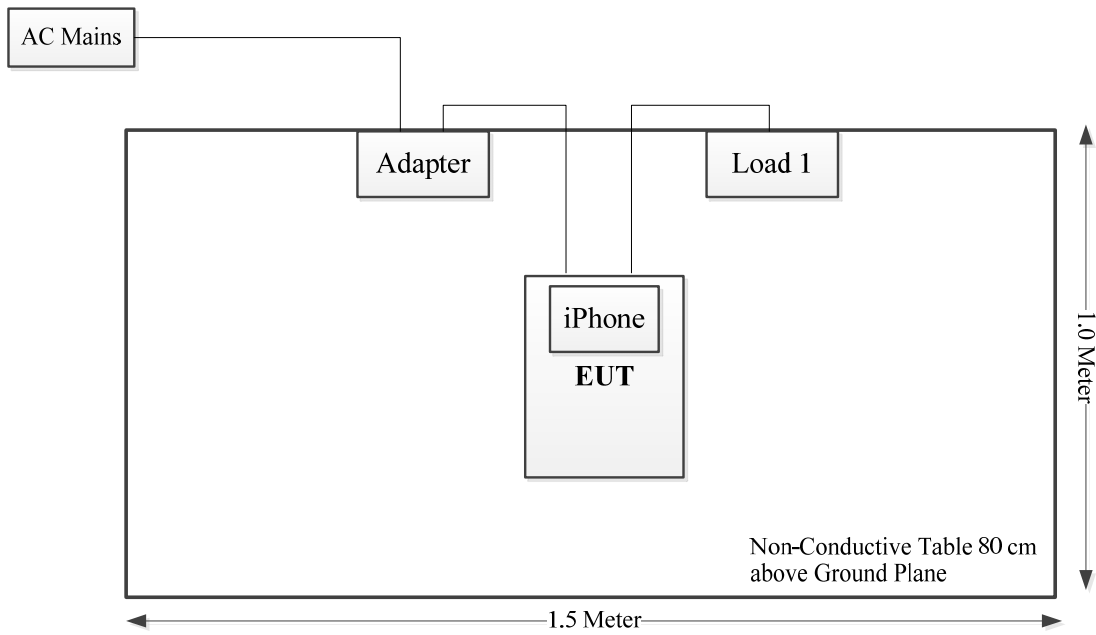 AC Mains
Adapter
Load 1
iPhone
EUT
1.0 Meter
Non-Conductive Table 80 cm
above Ground Plane
1.5 Meter